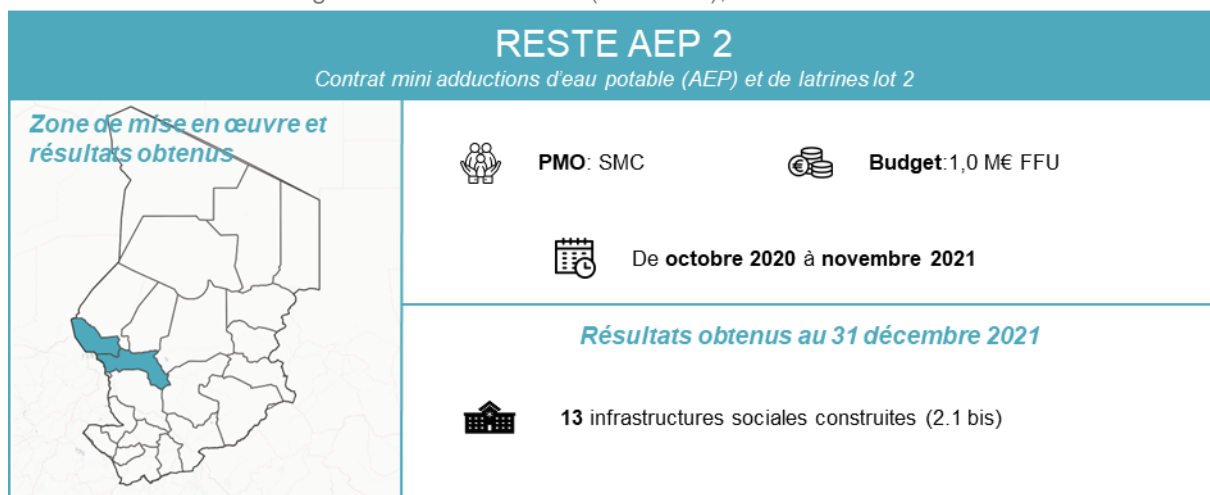 RESTE AEP 2
Contrat mini adductions d'eau potable (AEP) et de latrines lot 2
Zone de mise en œuvre et
résultats obtenus
PMO: SMC
Budget:1,0 M€ FFU
De octobre 2020 à novembre 2021
Résultats obtenus au 31 décembre 2021
13 infrastructures sociales construites (2.1 bis)